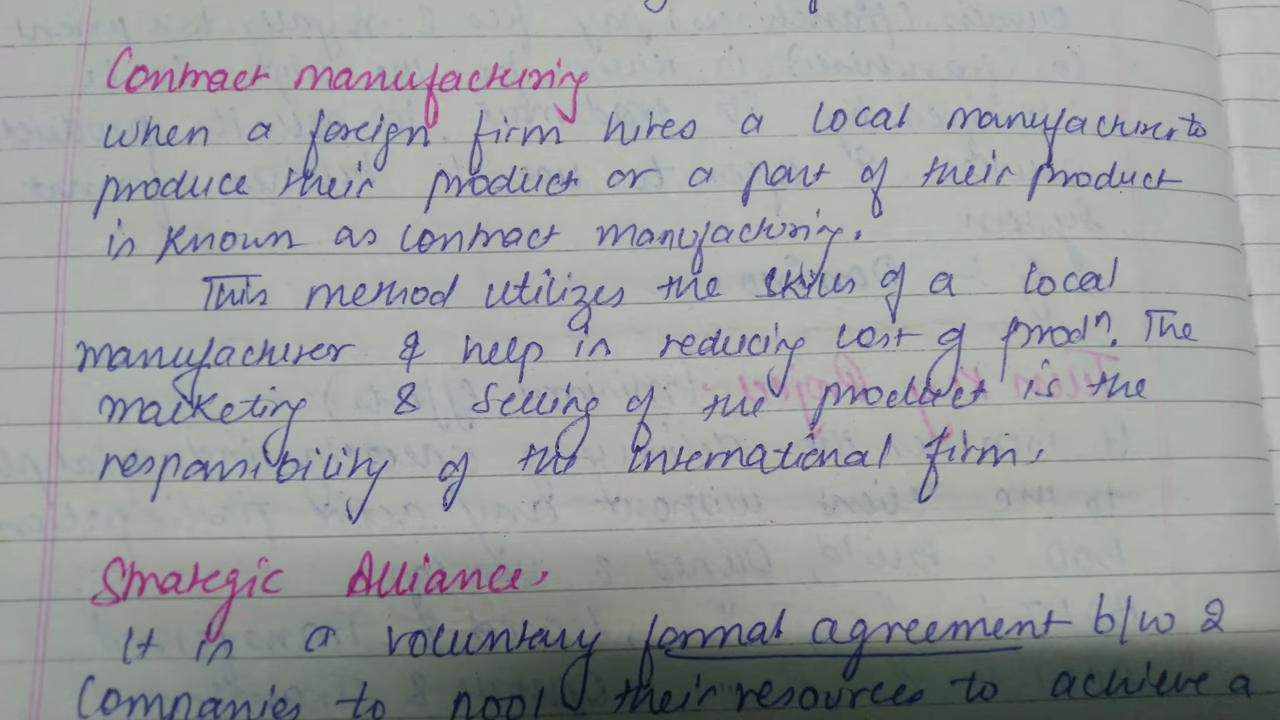 Contract manufacturing
when a foreign firm hires a local manufacturer to
produce their product or a part of their product
is known as contract manufacturing.
This method utilizes the skills of a local
manufacturer & help in reducing cost of prodⁿ. The
marketing & selling of the product is the
responsibility of the international firm.
Strategic Alliance.
It is a voluntary formal agreement b/w 2
Companies to pool their resources to achieve a